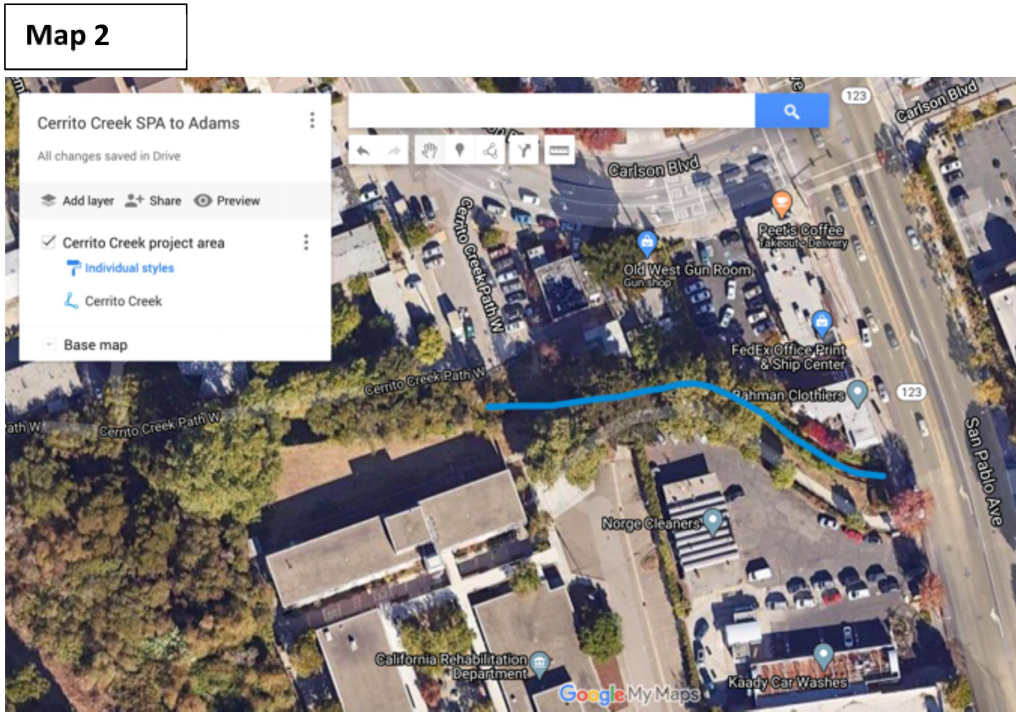 Map 2
Cerrito Creek SPA to Adams
All changes saved in Drive
Add layer Share Preview
Cerrito Creek project area
Individual styles
Cerrito Creek
Base map
123
Carlson Blvd
Carlson Blvd
Cerrito Creek Path W
Peet's Coffee
Takeout • Delivery
Old West Gun Room
Gun shop
FedEx Office Print
& Ship Center
Cerrito Creek Path W
Rahman Clothiers
123
ath W
Cerrito Creek Path W
San Pablo Ave
Norge Cleaners
California Rehabilitation
Department
Kaady Car Washes
Google My Maps